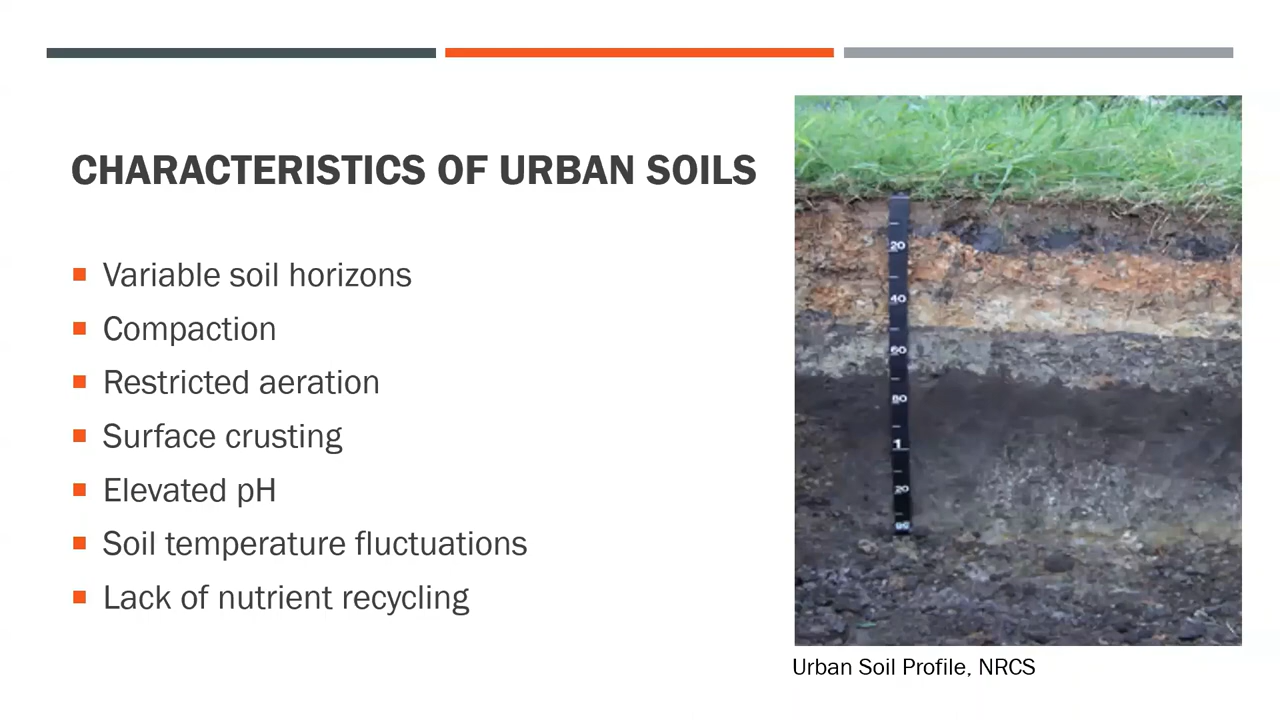 CHARACTERISTICS OF URBAN SOILS
Variable soil horizons
Compaction
Restricted aeration
Surface crusting
Elevated pH
Soil temperature fluctuations
Lack of nutrient recycling
20
40
60
80
1
20
Urban Soil Profile, NRCS